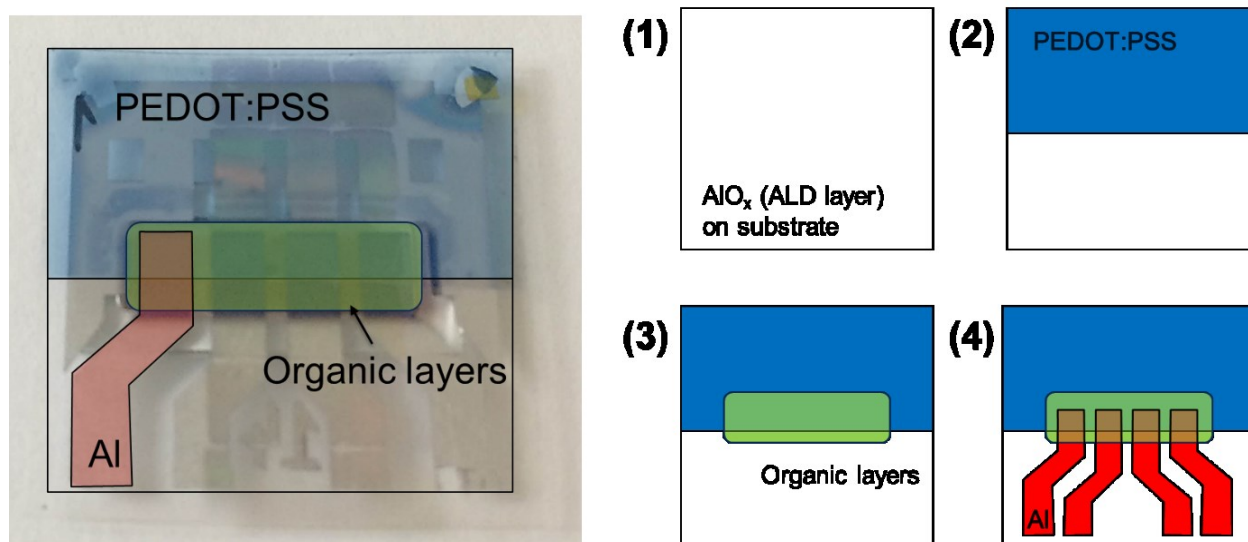 PEDOT:PSS
Organic layers
Al
(1)
AlOₓ (ALD layer)
on substrate
(2)
PEDOT:PSS
(3)
Organic layers
(4)
Al